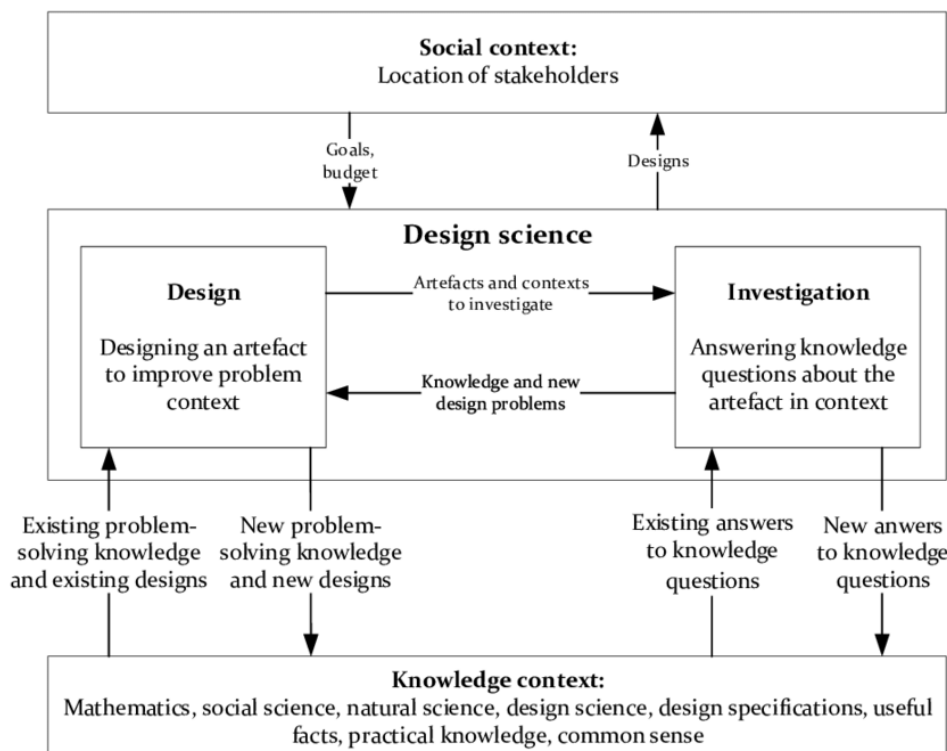 Social context:
Location of stakeholders
Goals,
budget
Designs
Design science
Design
Designing an artefact
to improve problem
context
Artefacts and contexts
to investigate
Knowledge and new
design problems
Investigation
Answering knowledge
questions about the
artefact in context
Existing problem-
solving knowledge
and existing designs
New problem-
solving knowledge
and new designs
Existing answers
to knowledge
questions
New anwers
to knowledge
questions
Knowledge context:
Mathematics, social science, natural science, design science, design specifications, useful
facts, practical knowledge, common sense